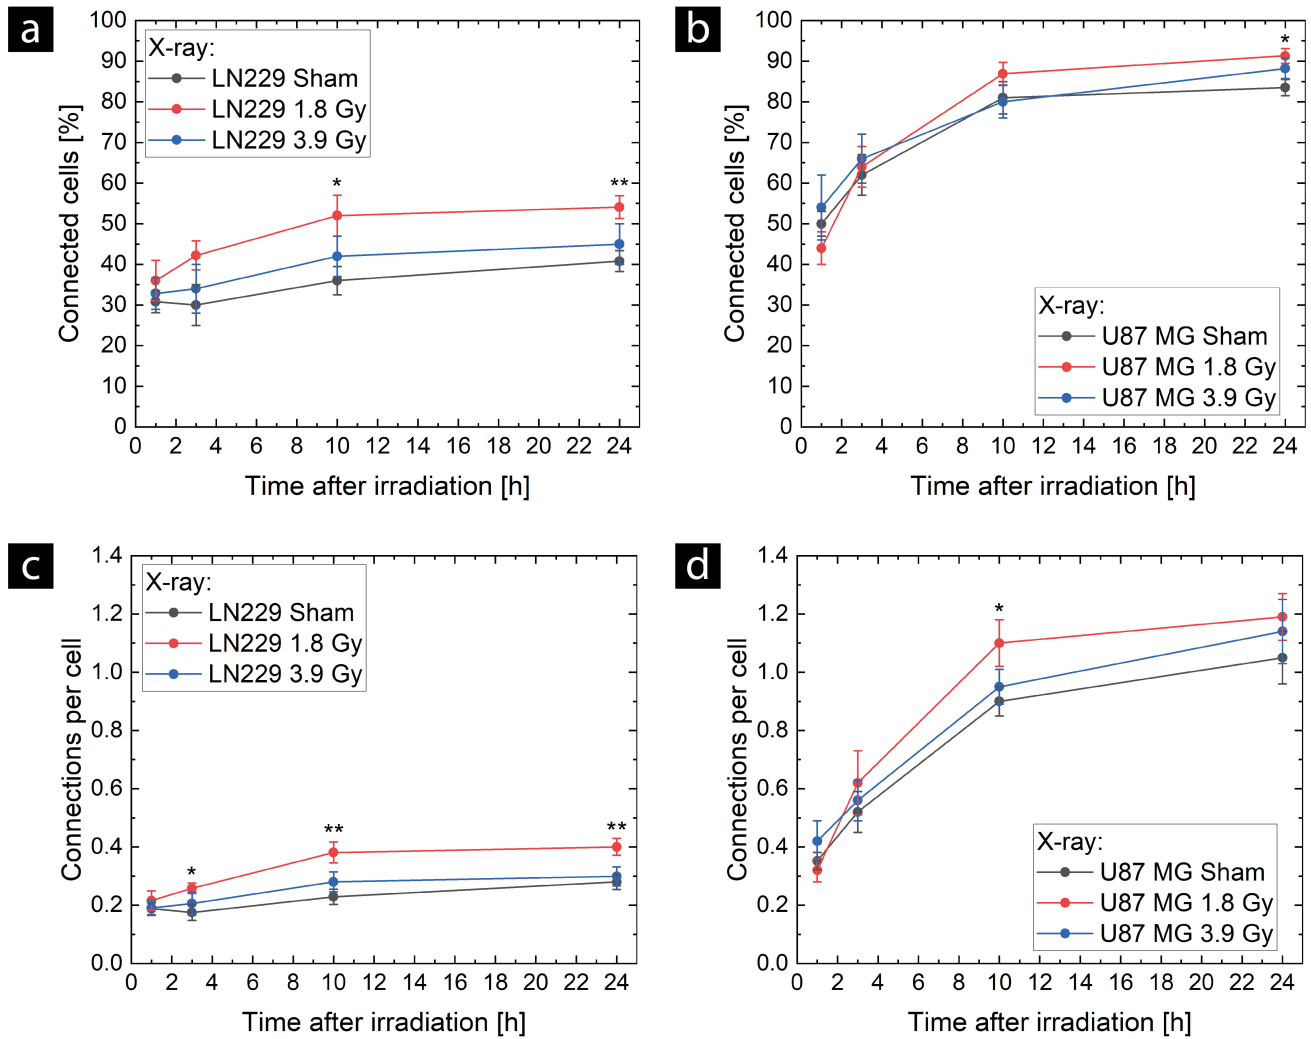 a
100
90
80
70
60
50
40
30
20
10
0
Connected cells [%]
X-ray:
LN229 Sham
LN229 1.8 Gy
LN229 3.9 Gy
*
**
0 2 4 6 8 10 12 14 16 18 20 22 24
Time after irradiation [h]
b
100
90
80
70
60
50
40
30
20
10
0
Connected cells [%]
*
X-ray:
U87 MG Sham
U87 MG 1.8 Gy
U87 MG 3.9 Gy
0 2 4 6 8 10 12 14 16 18 20 22 24
Time after irradiation [h]
c
1.4
1.2
1.0
0.8
0.6
0.4
0.2
0.0
Connections per cell
X-ray:
LN229 Sham
LN229 1.8 Gy
LN229 3.9 Gy
*
**
**
0 2 4 6 8 10 12 14 16 18 20 22 24
Time after irradiation [h]
d
1.4
1.2
1.0
0.8
0.6
0.4
0.2
0.0
Connections per cell
*
X-ray:
U87 MG Sham
U87 MG 1.8 Gy
U87 MG 3.9 Gy
0 2 4 6 8 10 12 14 16 18 20 22 24
Time after irradiation [h]